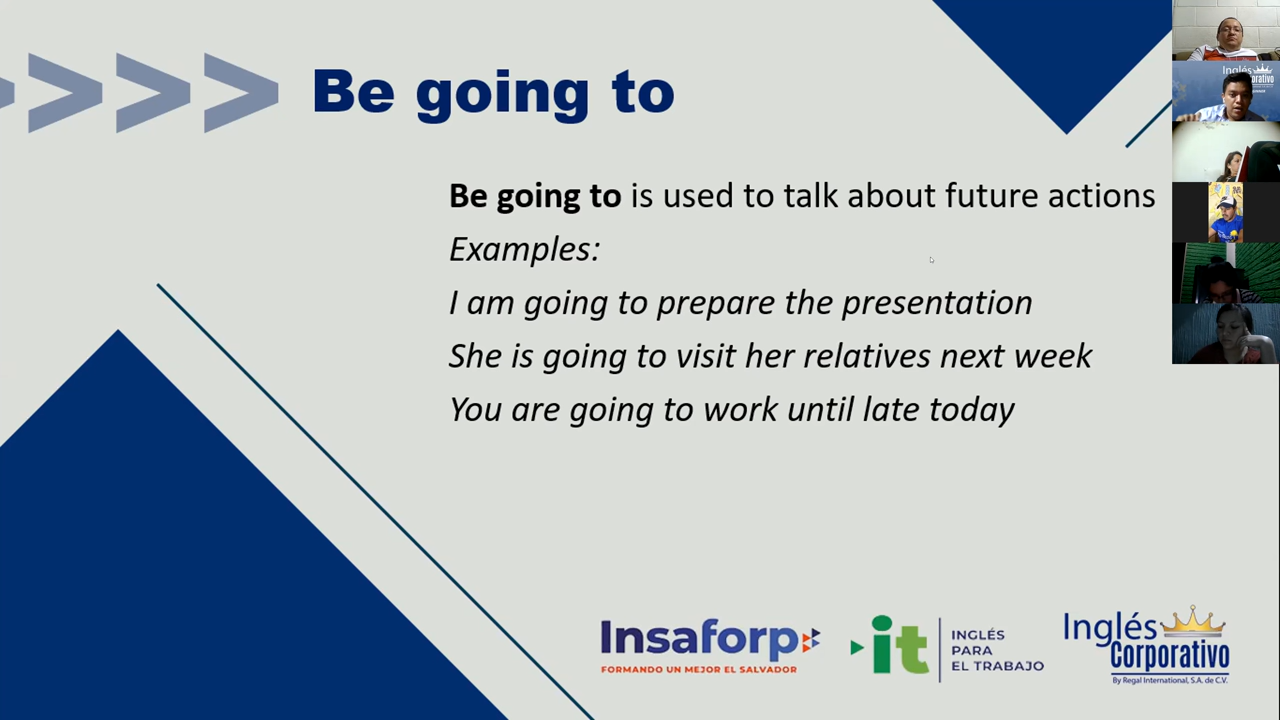 Be going to
Be going to is used to talk about future actions
Examples:
I am going to prepare the presentation
She is going to visit her relatives next week
You are going to work until late today
Insaforp
FORMANDO UN MEJOR EL SALVADOR
it
INGLÉS
PARA
EL TRABAJO
Inglés
Corporativo
By Regal International, S.A. de C.V.
Inglés
Corporativo